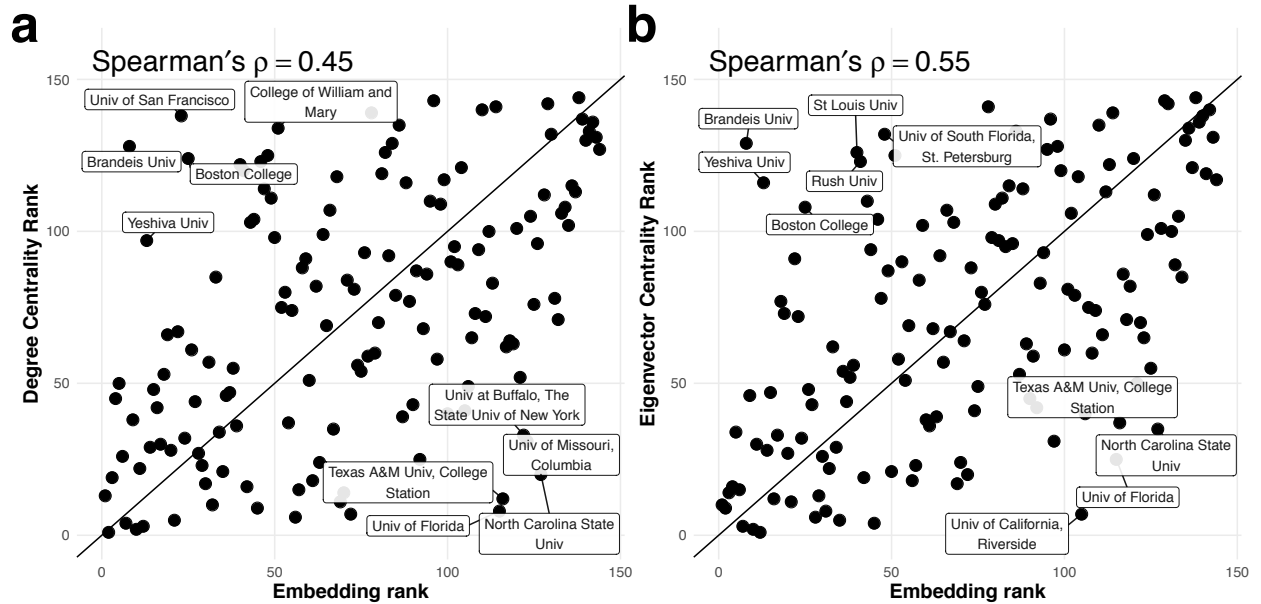 a
Spearman's ρ = 0.45
Degree Centrality Rank
150
100
50
0
Univ of San Francisco
College of William and
Mary
Brandeis Univ
Boston College
Yeshiva Univ
Univ at Buffalo, The
State Univ of New York
Univ of Missouri,
Columbia
Texas A&M Univ, College
Station
Univ of Florida
North Carolina State
Univ
0
50
100
150
Embedding rank
b
Spearman's ρ = 0.55
Eigenvector Centrality Rank
150
100
50
0
St Louis Univ
Brandeis Univ
Univ of South Florida,
St. Petersburg
Yeshiva Univ
Rush Univ
Boston College
Texas A&M Univ, College
Station
North Carolina State
Univ
Univ of Florida
Univ of California,
Riverside
0
50
100
150
Embedding rank